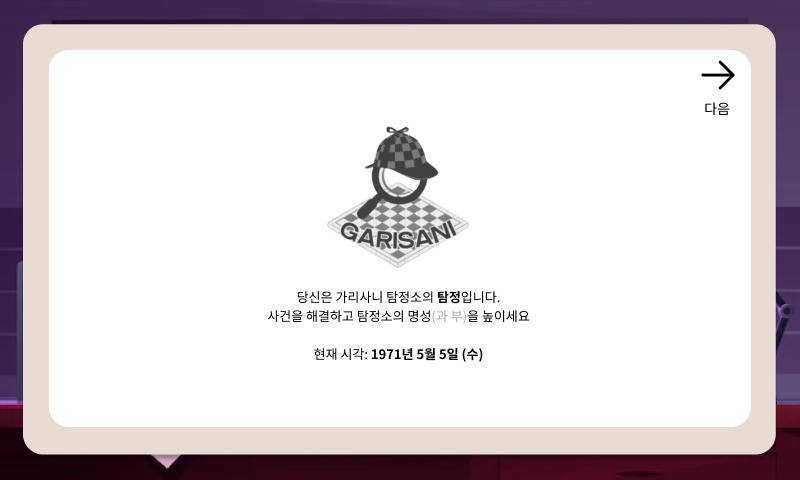 다음
GARISANI
당신은 가리사니 탐정소의 탐정입니다.
사건을 해결하고 탐정소의 명성(과 부)을 높이세요
현재 시각: 1971년 5월 5일 (수)